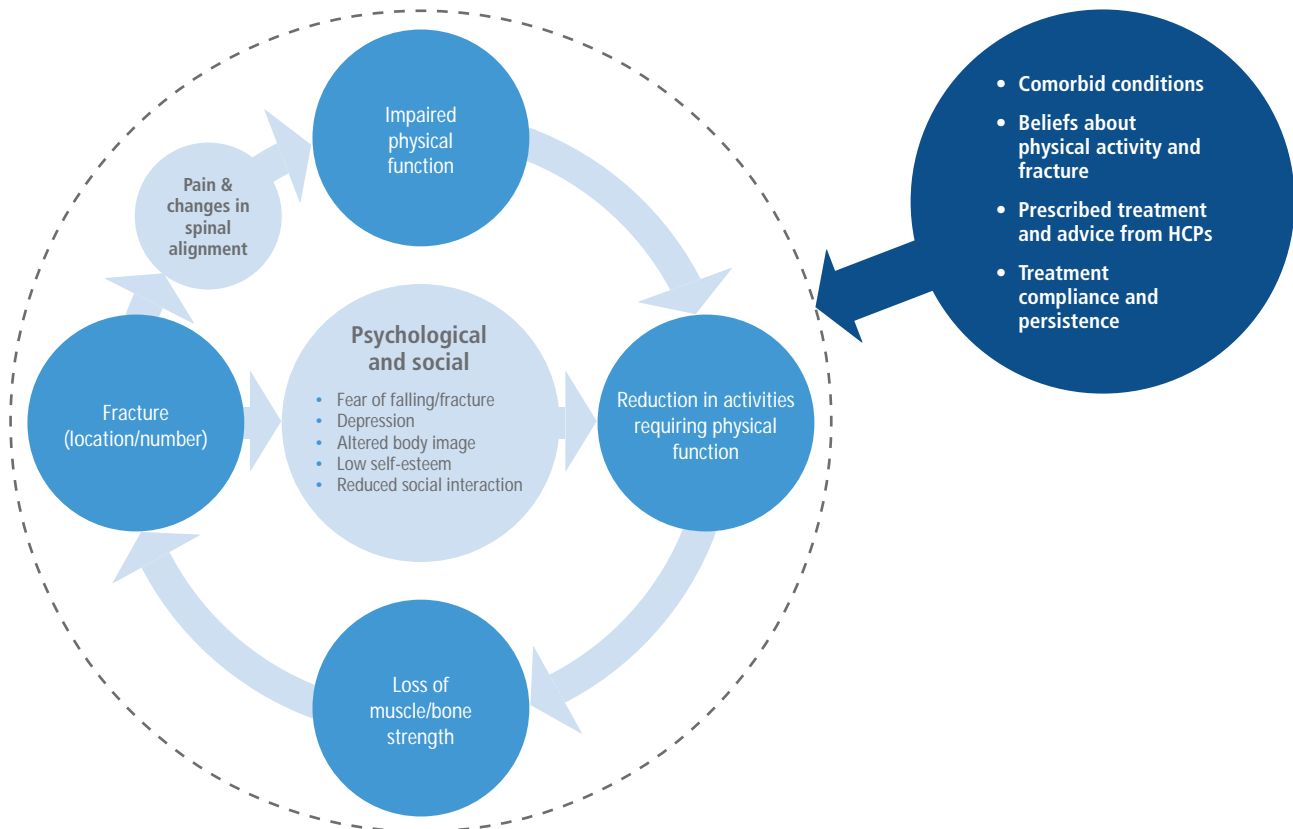 Impaired
physical
function
Pain &
changes in
spinal
alignment
Fracture
(location/number)
Psychological
and social
• Fear of falling/fracture
• Depression
• Altered body image
• Low self-esteem
• Reduced social interaction
Reduction in activities
requiring physical
function
Loss of
muscle/bone
strength
• Comorbid conditions
• Beliefs about
physical activity and
fracture
• Prescribed treatment
and advice from HCPs
• Treatment
compliance and
persistence